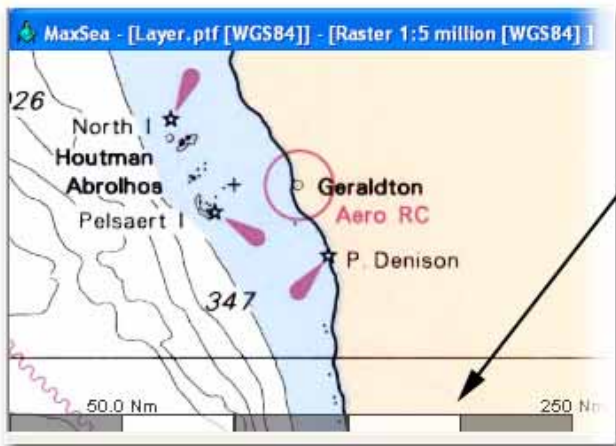 MaxSea - [Layer.ptf [WGS84]] - [Raster 1:5 million [WGS84] ]
026
North I
Houtman
Abrolhos
Geraldton
Pelsaert I
Aero RC
P. Denison
347
50.0 Nm
250 Nm